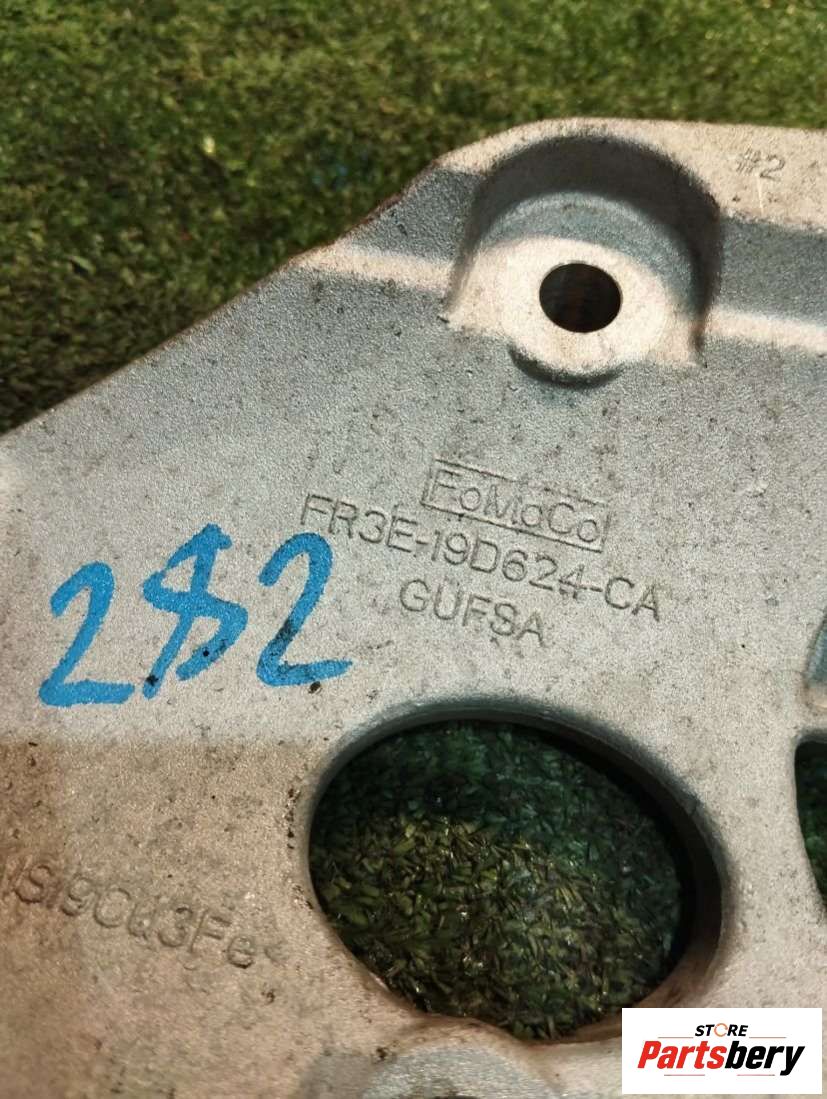 #2
FoMoCo
FR3E-19D624-CA
GUFSA
282
STORE
Partsbery